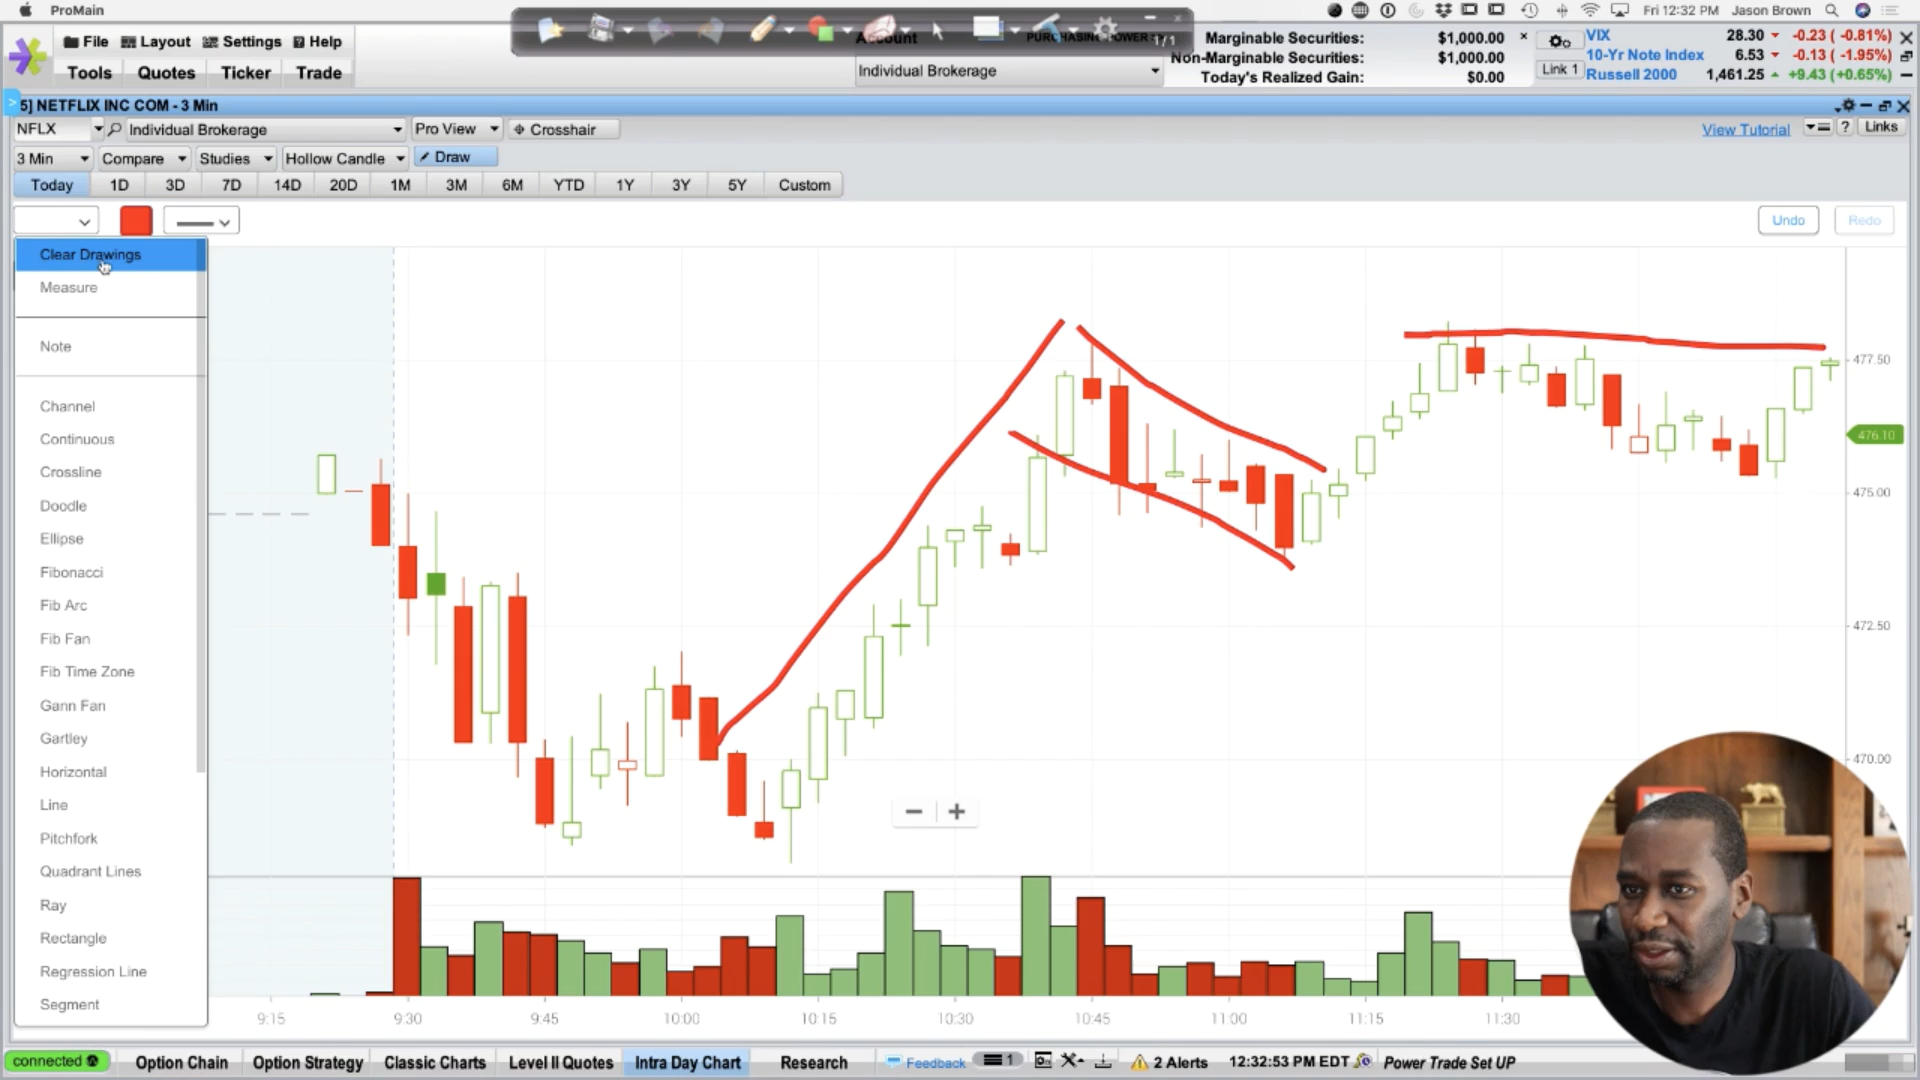 ProMain
Fri 12:32 PM Jason Brown
File Layout Settings Help
Tools Quotes Ticker Trade
Account
PURCHASING POWER
1/1
Individual Brokerage
Marginable Securities: $1,000.00
Non-Marginable Securities: $1,000.00
Today's Realized Gain: $0.00
Link 1
VIX 28.30 -0.23 ( -0.81%)
10-Yr Note Index 6.53 -0.13 ( -1.95%)
Russell 2000 1,461.25 +9.43 (+0.65%)
5] NETFLIX INC COM - 3 Min
NFLX Individual Brokerage Pro View Crosshair View Tutorial ? Links
3 Min Compare Studies Hollow Candle Draw
Today 1D 3D 7D 14D 20D 1M 3M 6M YTD 1Y 3Y 5Y Custom
Undo Redo
Clear Drawings
Measure
Note
Channel
Continuous
Crossline
Doodle
Ellipse
Fibonacci
Fib Arc
Fib Fan
Fib Time Zone
Gann Fan
Gartley
Horizontal
Line
Pitchfork
Quadrant Lines
Ray
Rectangle
Regression Line
Segment
477.50
476.10
475.00
472.50
470.00
9:15 9:30 9:45 10:00 10:15 10:30 10:45 11:00 11:15 11:30
connected Option Chain Option Strategy Classic Charts Level II Quotes Intra Day Chart Research Feedback 1 2 Alerts 12:32:53 PM EDT Power Trade Set UP